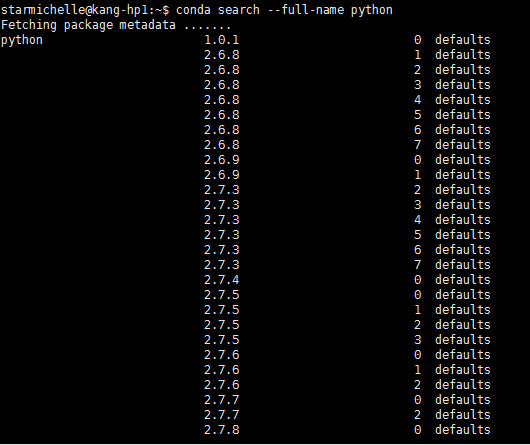 starmichelle@kang-hp1:~$ conda search --full-name python
Fetching package metadata .......
python 1.0.1 0 defaults
2.6.8 1 defaults
2.6.8 2 defaults
2.6.8 3 defaults
2.6.8 4 defaults
2.6.8 5 defaults
2.6.8 6 defaults
2.6.8 7 defaults
2.6.9 0 defaults
2.6.9 1 defaults
2.7.3 2 defaults
2.7.3 3 defaults
2.7.3 4 defaults
2.7.3 5 defaults
2.7.3 6 defaults
2.7.3 7 defaults
2.7.4 0 defaults
2.7.5 0 defaults
2.7.5 1 defaults
2.7.5 2 defaults
2.7.5 3 defaults
2.7.6 0 defaults
2.7.6 1 defaults
2.7.6 2 defaults
2.7.7 0 defaults
2.7.7 2 defaults
2.7.8 0 defaults